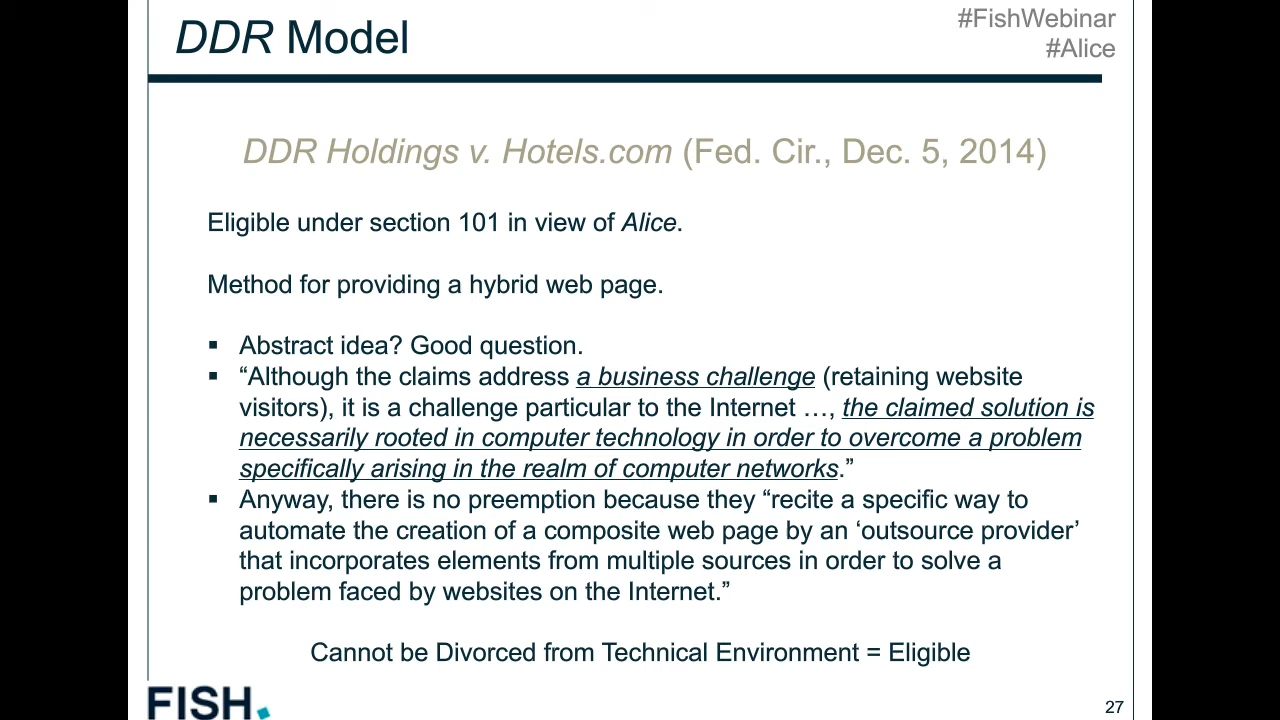 DDR Model
#FishWebinar
#Alice
DDR Holdings v. Hotels.com (Fed. Cir., Dec. 5, 2014)
Eligible under section 101 in view of Alice.
Method for providing a hybrid web page.
▪ Abstract idea? Good question.
▪ “Although the claims address a business challenge (retaining website
visitors), it is a challenge particular to the Internet …, the claimed solution is
necessarily rooted in computer technology in order to overcome a problem
specifically arising in the realm of computer networks.”
▪ Anyway, there is no preemption because they “recite a specific way to
automate the creation of a composite web page by an ‘outsource provider’
that incorporates elements from multiple sources in order to solve a
problem faced by websites on the Internet.”
Cannot be Divorced from Technical Environment = Eligible
FISH.
27